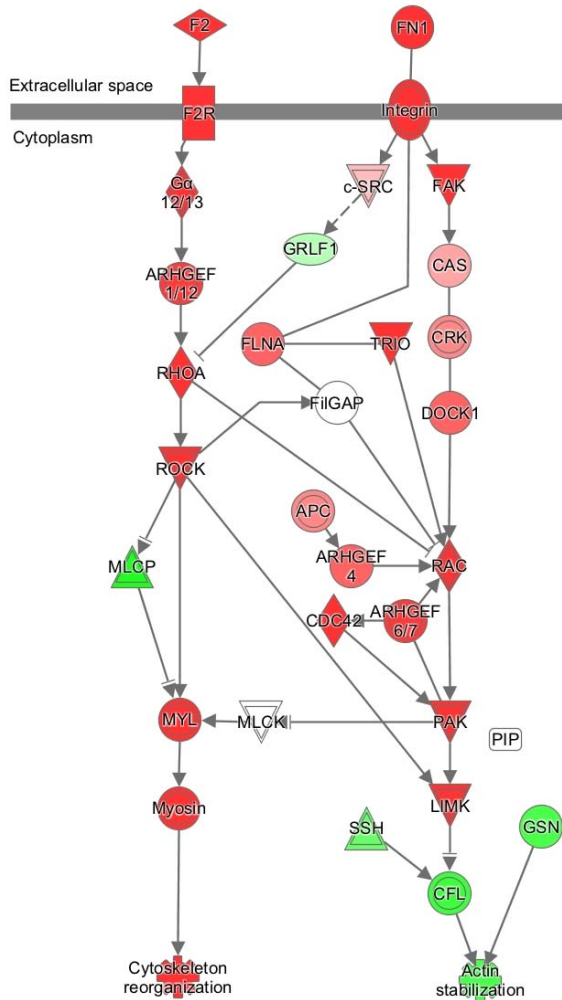 F2
FN1
Extracellular space
F2R
Integrin
Cytoplasm
Gα
12/13
c-SRC
FAK
GRLF1
CAS
ARHGEF
1/12
FLNA
TRIO
CRK
RHOA
FilGAP
DOCK1
ROCK
APC
MLCP
ARHGEF
4
RAC
CDC42
ARHGEF
6/7
MYL
MLCK
PAK
PIP
Myosin
LIMK
SSH
GSN
CFL
Cytoskeleton
reorganization
Actin
stabilization